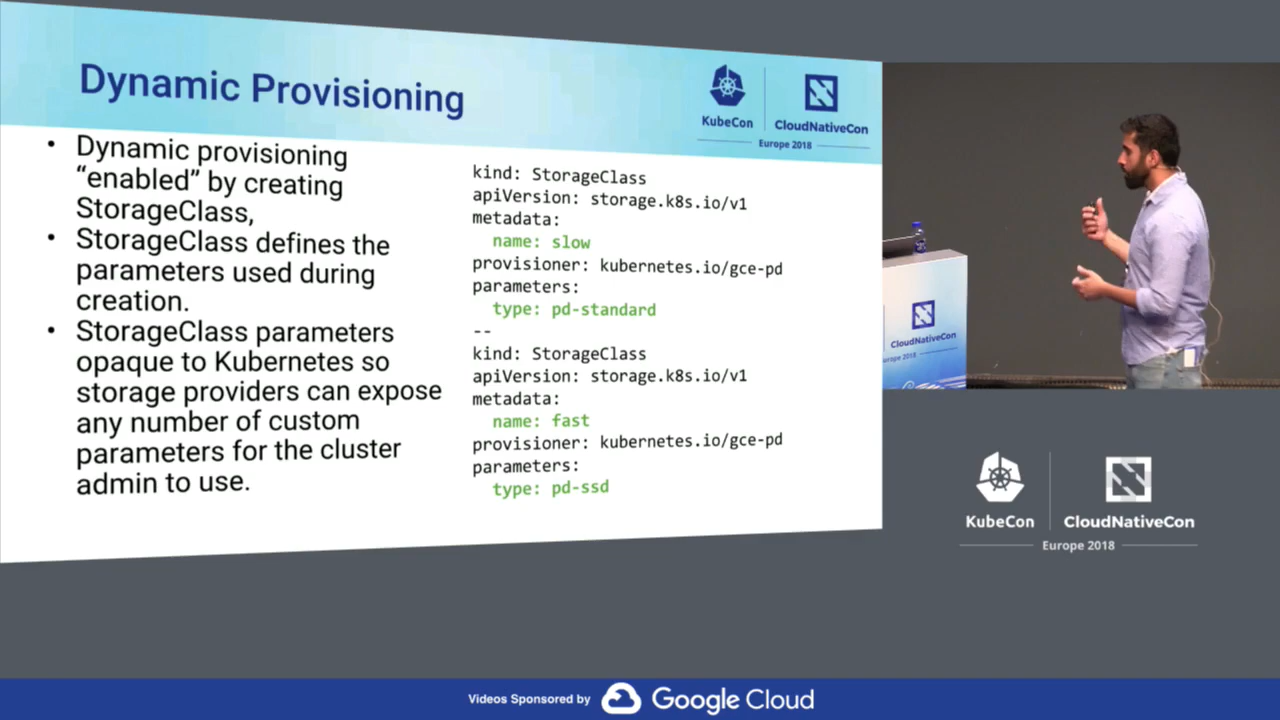 Dynamic Provisioning
KubeCon
CloudNativeCon
Europe 2018
• Dynamic provisioning
“enabled” by creating
StorageClass,
• StorageClass defines the
parameters used during
creation.
• StorageClass parameters
opaque to Kubernetes so
storage providers can expose
any number of custom
parameters for the cluster
admin to use.
kind: StorageClass
apiVersion: storage.k8s.io/v1
metadata:
name: slow
provisioner: kubernetes.io/gce-pd
parameters:
type: pd-standard
--
kind: StorageClass
apiVersion: storage.k8s.io/v1
metadata:
name: fast
provisioner: kubernetes.io/gce-pd
parameters:
type: pd-ssd
CloudNativeCon
urope 2018
KubeCon
CloudNativeCon
Europe 2018
Videos Sponsored by
Google Cloud